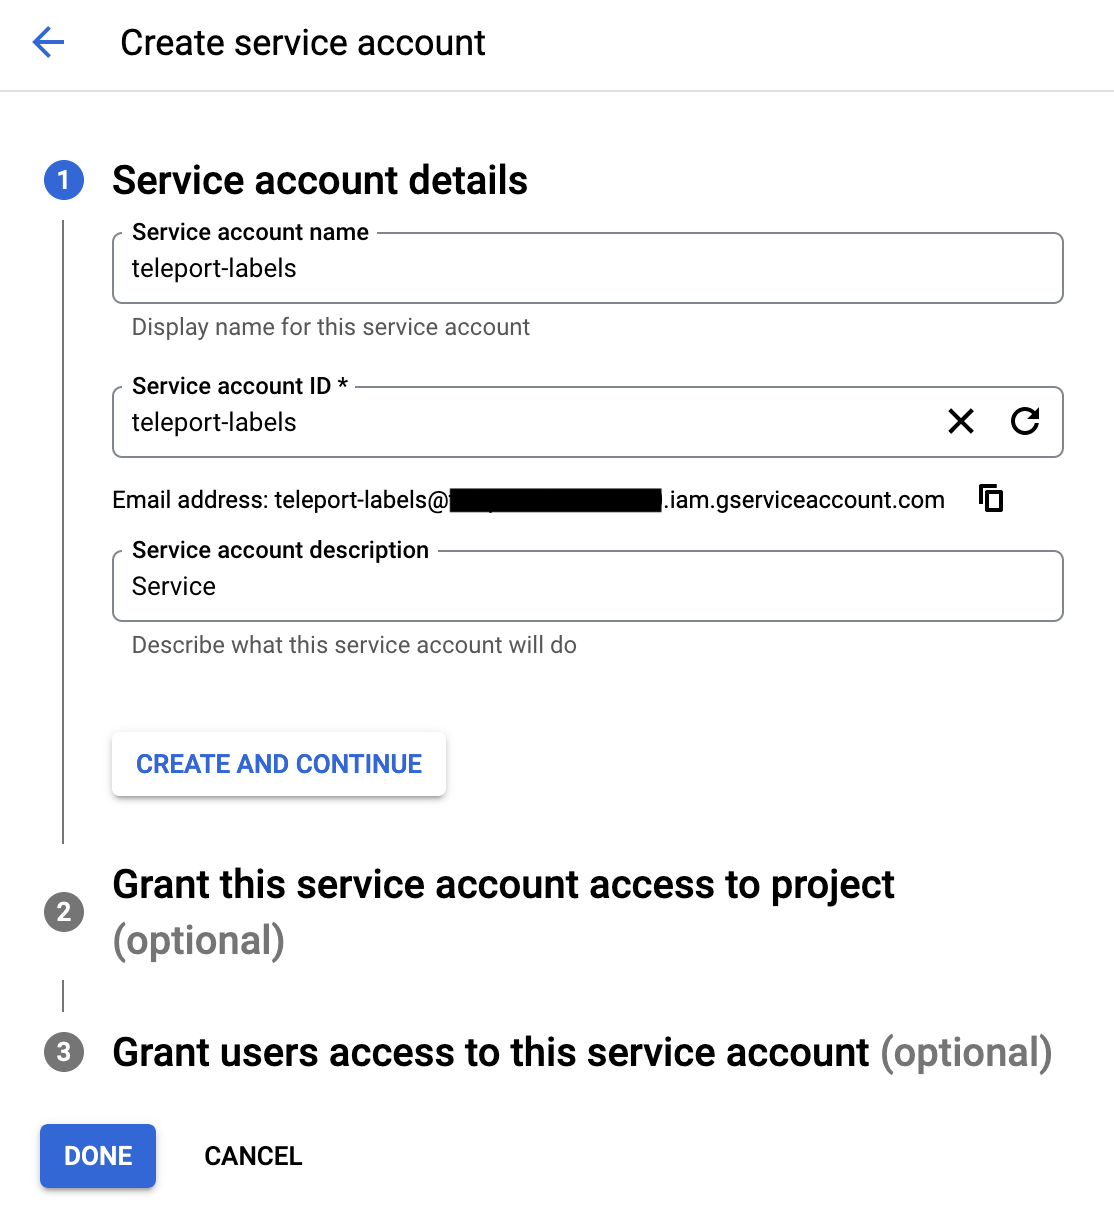 Create service account
1
Service account details
Service account name
teleport-labels
Display name for this service account
Service account ID *
teleport-labels
Email address: teleport-labels@ .iam.gserviceaccount.com
Service account description
Service
Describe what this service account will do
CREATE AND CONTINUE
2
Grant this service account access to project
(optional)
3
Grant users access to this service account (optional)
DONE
CANCEL